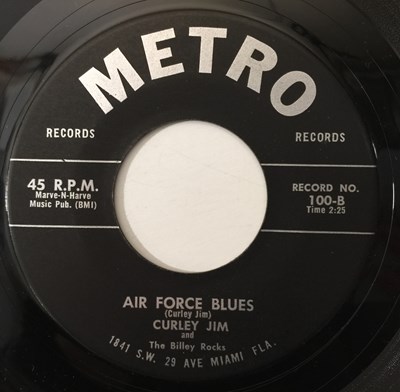 METRO
RECORDS RECORDS
45 R.P.M.
Marve-N-Harve
Music Pub. (BMI)
RECORD NO.
100-B
Time 2:25
AIR FORCE BLUES
(Curley Jim)
CURLEY JIM
and
The Billey Rocks
1841 S.W. 29 AVE MIAMI FLA.